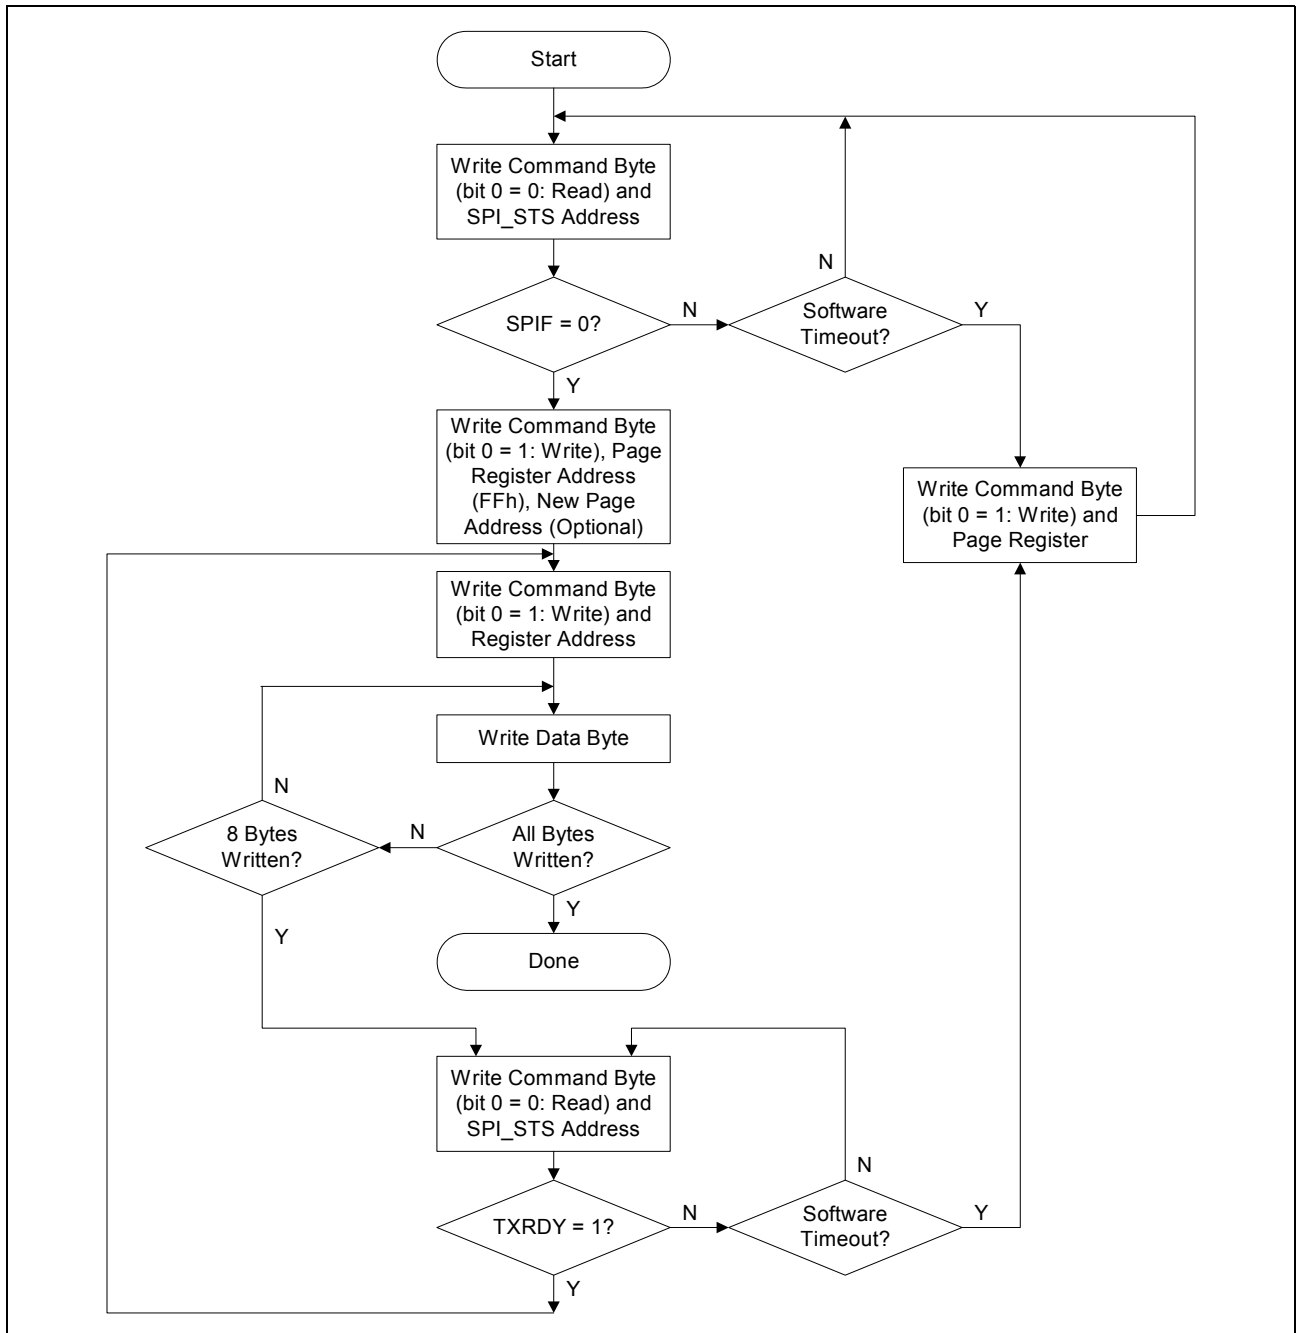 Start
Write Command Byte
(bit 0 = 0: Read) and
SPI_STS Address
N
SPIF = 0?
N
Software
Timeout?
Y
Y
Write Command Byte
(bit 0 = 1: Write), Page
Register Address
(FFh), New Page
Address (Optional)
Write Command Byte
(bit 0 = 1: Write) and
Page Register
Write Command Byte
(bit 0 = 1: Write) and
Register Address
Write Data Byte
N
8 Bytes
Written?
N
All Bytes
Written?
Y
Y
Done
Write Command Byte
(bit 0 = 0: Read) and
SPI_STS Address
N
TXRDY = 1?
N
Software
Timeout?
Y
Y